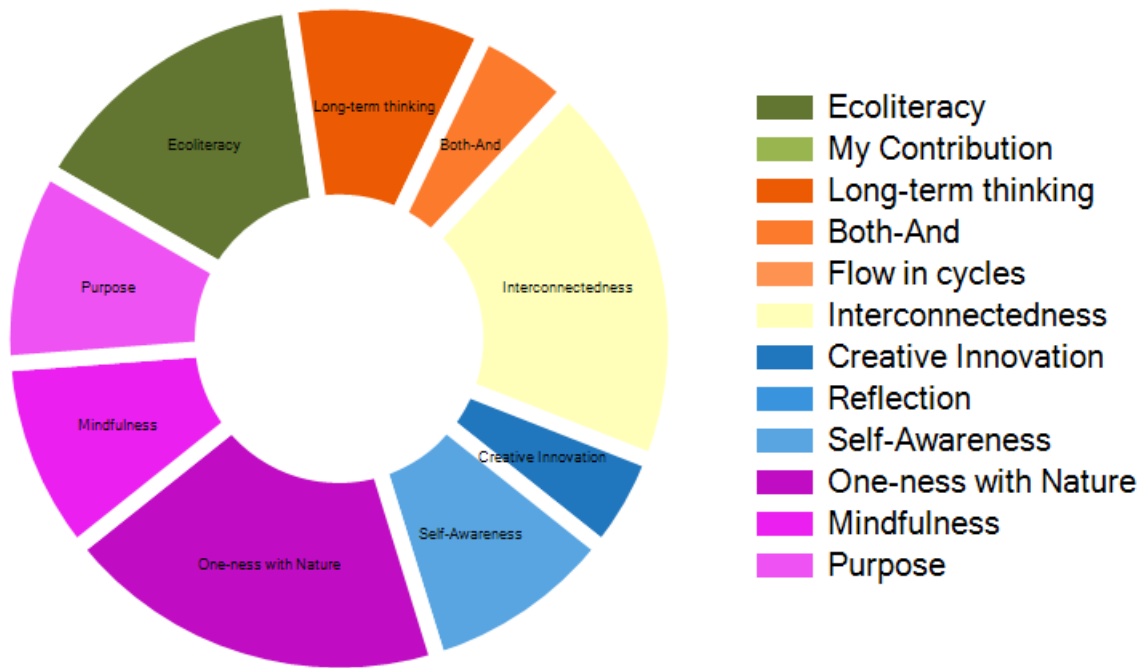 Long-term thinking
Both-And
Ecoliteracy
Interconnectedness
Purpose
Mindfulness
Creative Innovation
Self-Awareness
One-ness with Nature
Ecoliteracy
My Contribution
Long-term thinking
Both-And
Flow in cycles
Interconnectedness
Creative Innovation
Reflection
Self-Awareness
One-ness with Nature
Mindfulness
Purpose